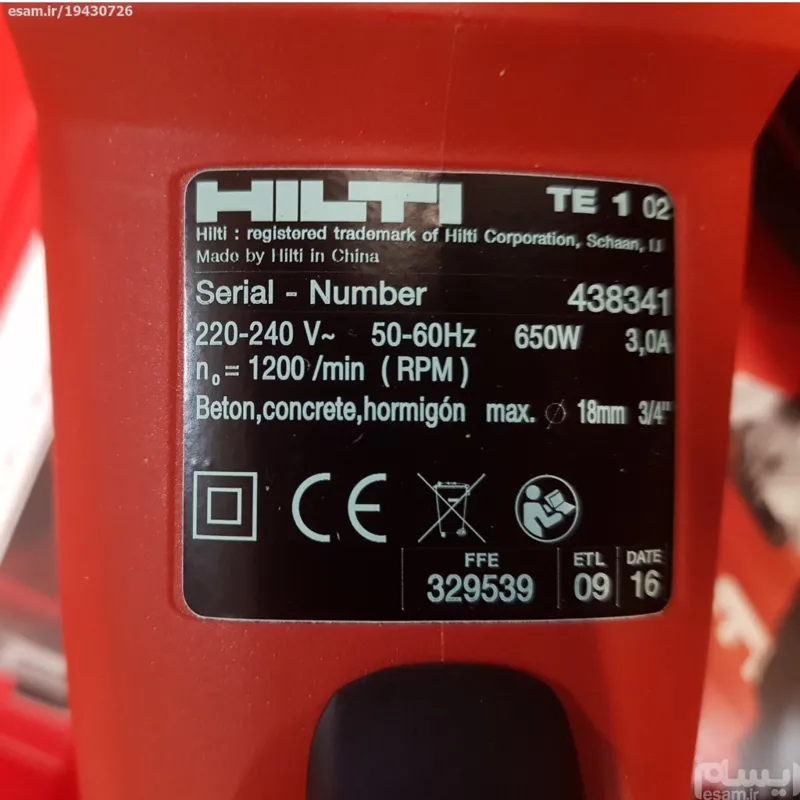 esam.ir/19430726
HILTI TE 1 02
Hilti : registered trademark of Hilti Corporation, Schaan, LI
Made by Hilti in China
Serial - Number 438341
220-240 V~ 50-60Hz 650W 3,0A
n₀ = 1200 /min ( RPM )
Beton,concrete,hormigón max. ∅ 18mm 3/4"
CE
FFE ETL DATE
329539 09 16
ایسام
esam.ir